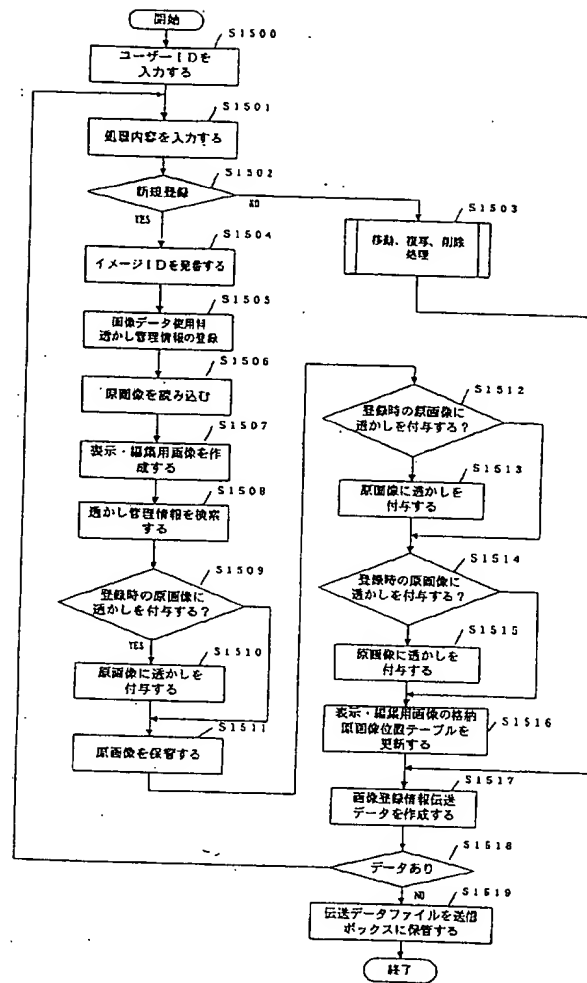 開始
S1500
ユーザーIDを
入力する
S1501
処理内容を入力する
S1502
新規登録
YES
NO
S1503
移動、複写、削除
処理
S1504
イメージIDを発番する
S1505
画像データ使用料
透かし管理情報の登録
S1506
原画像を読み込む
S1507
表示・編集用画像を作
成する
S1508
透かし管理情報を検索
する
S1509
登録時の原画像に
透かしを付与する?
YES
S1510
原画像に透かしを
付与する
S1511
原画像を保管する
S1512
登録時の原画像に
透かしを付与する?
S1513
原画像に透かしを
付与する
S1514
登録時の原画像に
透かしを付与する?
S1515
原画像に透かしを
付与する
S1516
表示・編集用画像の格納
原画像位置テーブルを
更新する
S1517
画像登録情報伝送
データを作成する
S1518
データあり
NO
S1519
伝送データファイルを送信
ボックスに保管する
終了